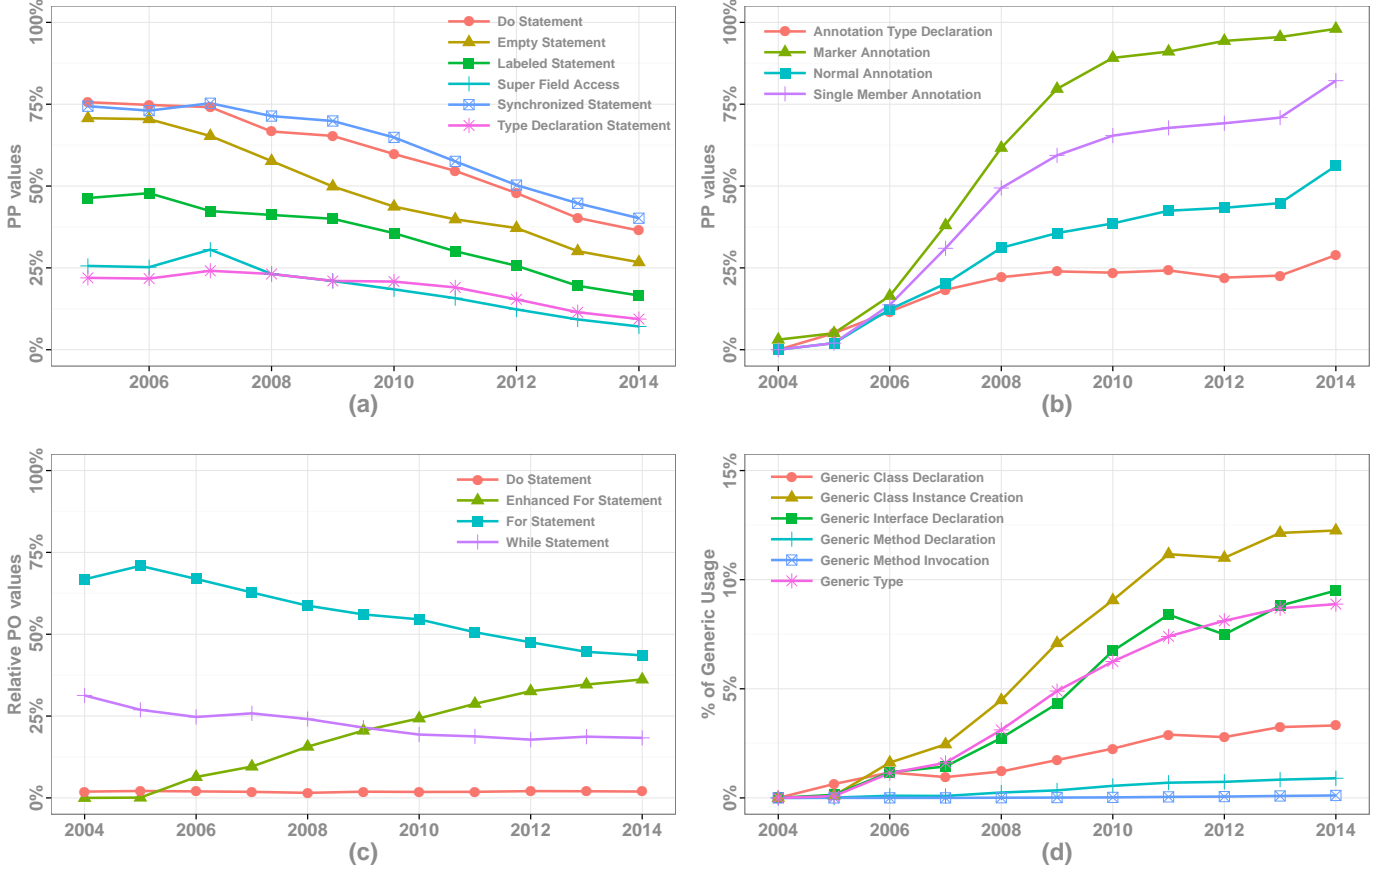 100%
75%
50%
25%
0%
PP values
Do Statement
Empty Statement
Labeled Statement
Super Field Access
Synchronized Statement
Type Declaration Statement
2006 2008 2010 2012 2014
(a)
100%
75%
50%
25%
0%
PP values
Annotation Type Declaration
Marker Annotation
Normal Annotation
Single Member Annotation
2004 2006 2008 2010 2012 2014
(b)
100%
75%
50%
25%
0%
Relative PO values
Do Statement
Enhanced For Statement
For Statement
While Statement
2004 2006 2008 2010 2012 2014
(c)
15%
10%
5%
0%
% of Generic Usage
Generic Class Declaration
Generic Class Instance Creation
Generic Interface Declaration
Generic Method Declaration
Generic Method Invocation
Generic Type
2004 2006 2008 2010 2012 2014
(d)